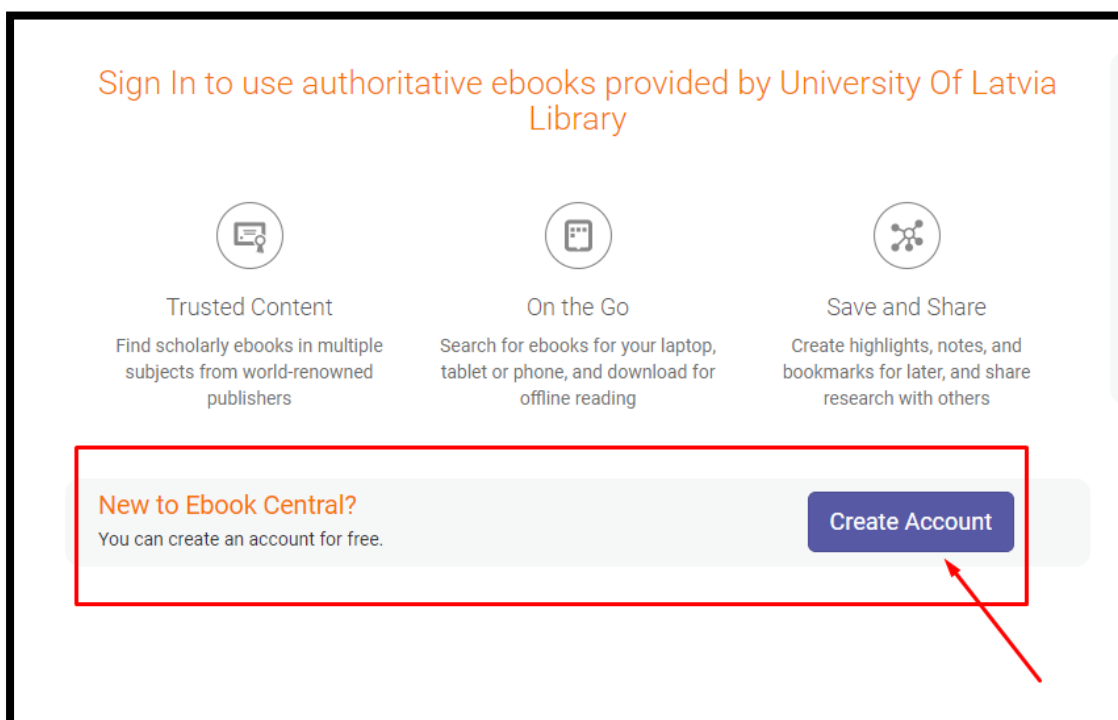 Sign In to use authoritative ebooks provided by University Of Latvia
Library
Trusted Content
Find scholarly ebooks in multiple
subjects from world-renowned
publishers
On the Go
Search for ebooks for your laptop,
tablet or phone, and download for
offline reading
Save and Share
Create highlights, notes, and
bookmarks for later, and share
research with others
New to Ebook Central?
You can create an account for free.
Create Account